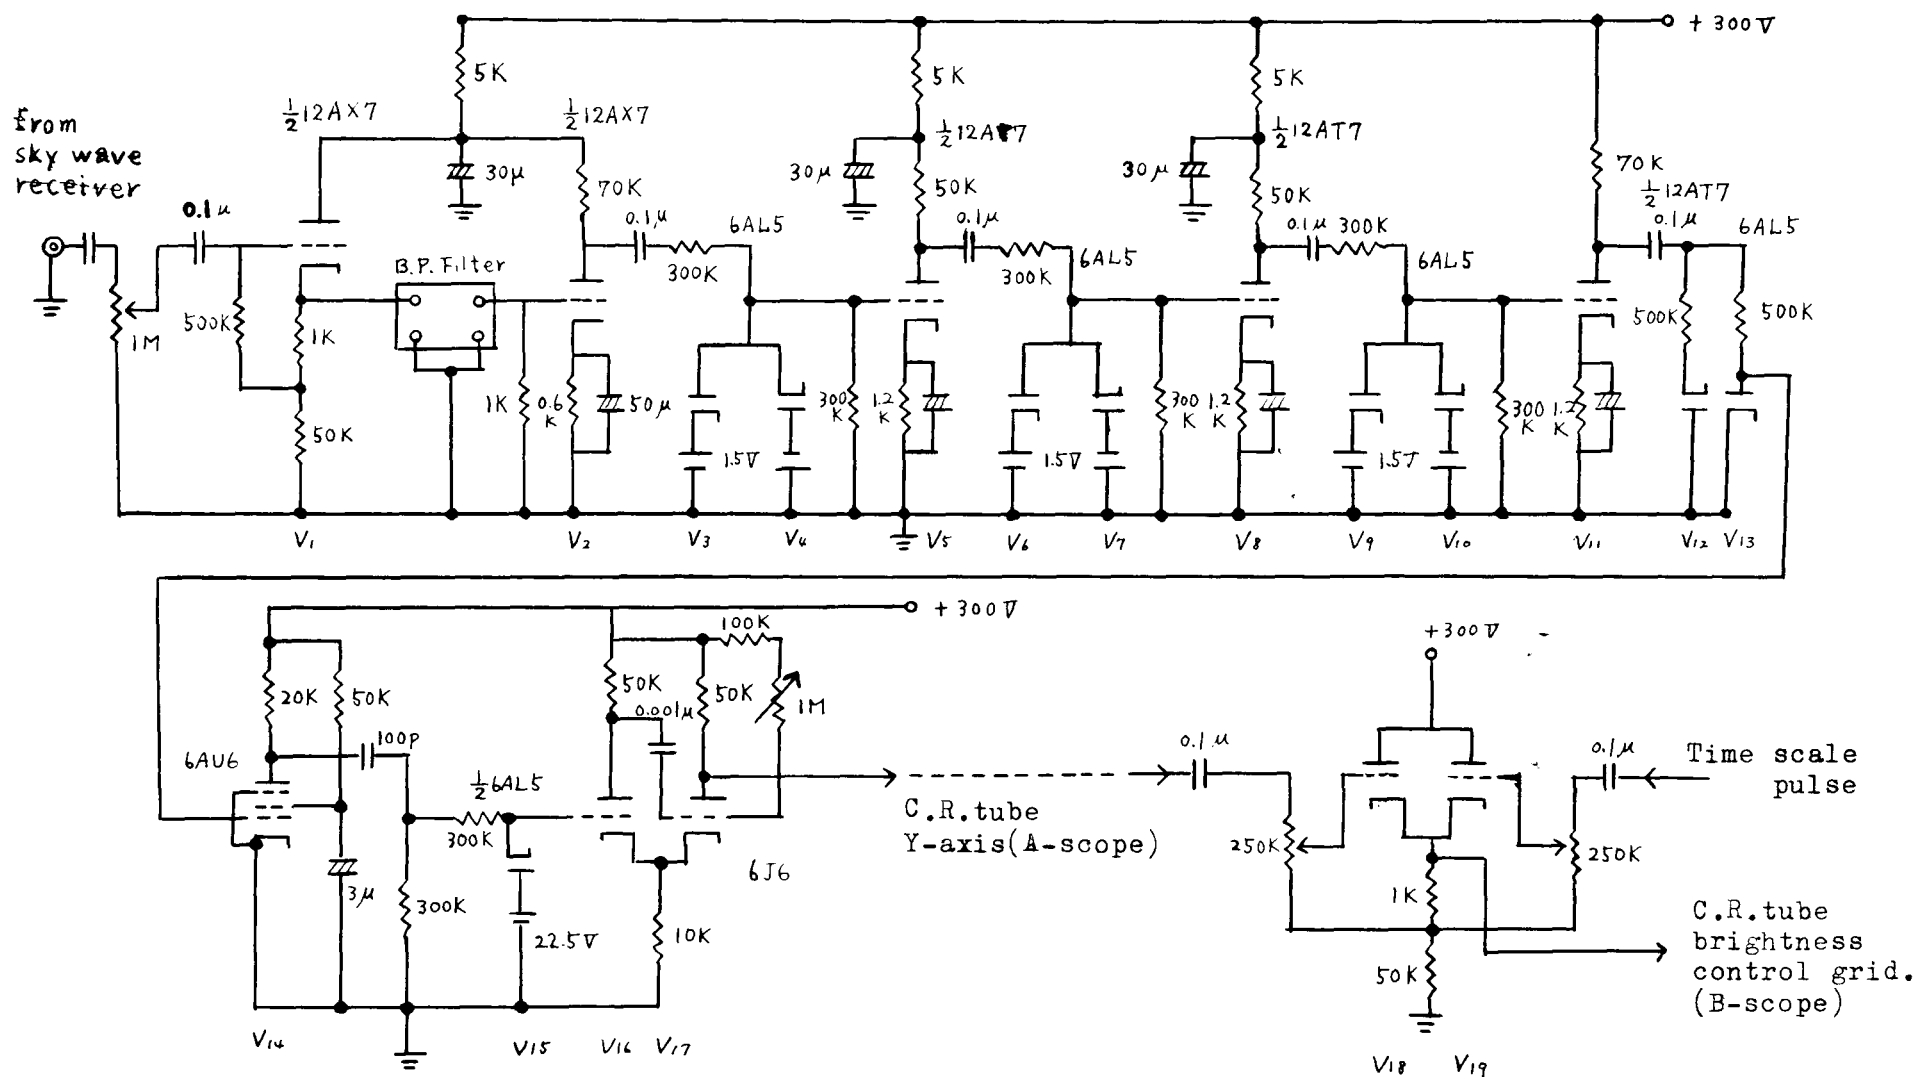 + 300V
5K
5K
5K
½12AX7
½12AX7
½12AT7
½12AT7
from
sky wave
receiver
30μ
70K
30μ
50K
30μ
50K
70K
½12AT7
0.1μ
0.1μ
6AL5
0.1μ
0.1μ
300K
0.1μ
6AL5
300K
300K
6AL5
6AL5
B.P. Filter
1M
500K
1K
500K
500K
50K
1K
0.6
K
50μ
300
K
1.2
K
300
K
1.2
K
300
K
1.2
K
1.5V
1.5V
1.5V
V1
V2
V3
V4
V5
V6
V7
V8
V9
V10
V11
V12
V13
+ 300V
100K
+300V
20K
50K
50K
50K
1M
0.001μ
6AU6
100P
½6AL5
300K
0.1μ
0.1μ
Time scale
pulse
C.R.tube
Y-axis(A-scope)
250K
250K
6J6
3μ
300K
22.5V
10K
1K
50K
C.R.tube
brightness
control grid.
(B-scope)
V14
V15
V16
V17
V18
V19